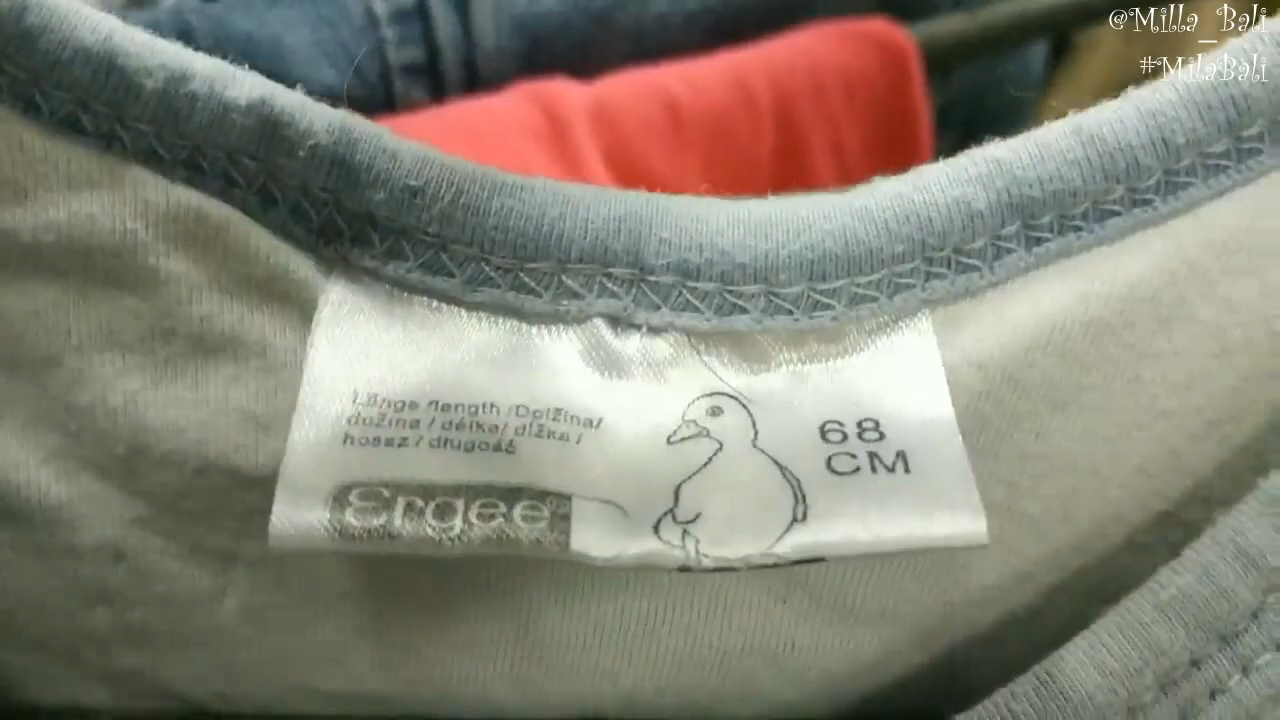 @Milla_Bali
#MilaBali
Länge /length /Dolžina/
dužina / délka/ dĺžka /
hossz / długość
68
CM
Ergee